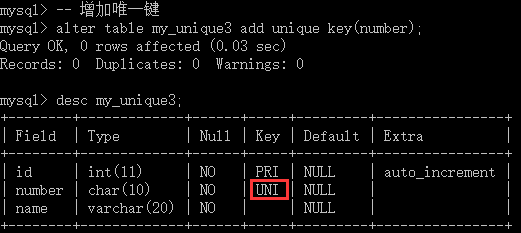 mysql> -- 增加唯一键
mysql> alter table my_unique3 add unique key(number);
Query OK, 0 rows affected (0.03 sec)
Records: 0  Duplicates: 0  Warnings: 0
mysql> desc my_unique3;
+--------+-------------+------+-----+---------+----------------+
| Field  | Type        | Null | Key | Default | Extra          |
+--------+-------------+------+-----+---------+----------------+
| id     | int(11)     | NO   | PRI | NULL    | auto_increment |
| number | char(10)    | NO   | UNI | NULL    |                |
| name   | varchar(20) | NO   |     | NULL    |                |
+--------+-------------+------+-----+---------+----------------+